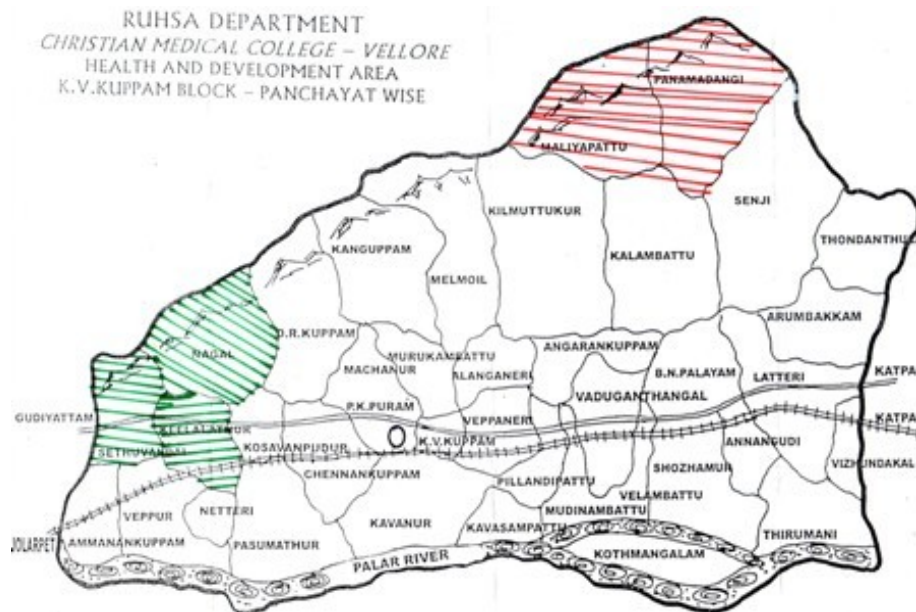 RUHSA DEPARTMENT
CHRISTIAN MEDICAL COLLEGE – VELLORE
HEALTH AND DEVELOPMENT AREA
K.V.KUPPAM BLOCK – PANCHAYAT WISE
PANAMADANGI
MALIYAPATTU
SENJI
KILMUTTUKUR
THONDANTHUL
KANGUPPAM
KALAMBATTU
MELMOIL
ARUMBAKKAM
D.R.KUPPAM
NAGAL
MURUKAMBATTU
ANGARANKUPPAM
MACHANUR
ALANGANERI
B.N.PALAYAM
LATTERI
KATPA
VADUGANTHANGAL
P.K.PURAM
GUDIYATTAM
VEPPANERI
KATPA
KOSAVANPUDUR
K.V.KUPPAM
ANNANGUDI
SETHUVANDAI
CHENNANKUPPAM
SHOZHAMUR
VIZHUNDAKAL
PILLANDIPATTU
VELAMBATTU
NETTERI
MUDINAMBATTU
VEPPUR
KAVANUR
KAVASAMPATTU
THIRUMANI
JOLARPET
AMMANANKUPPAM
PASUMATHUR
PALAR RIVER
KOTHMANGALAM